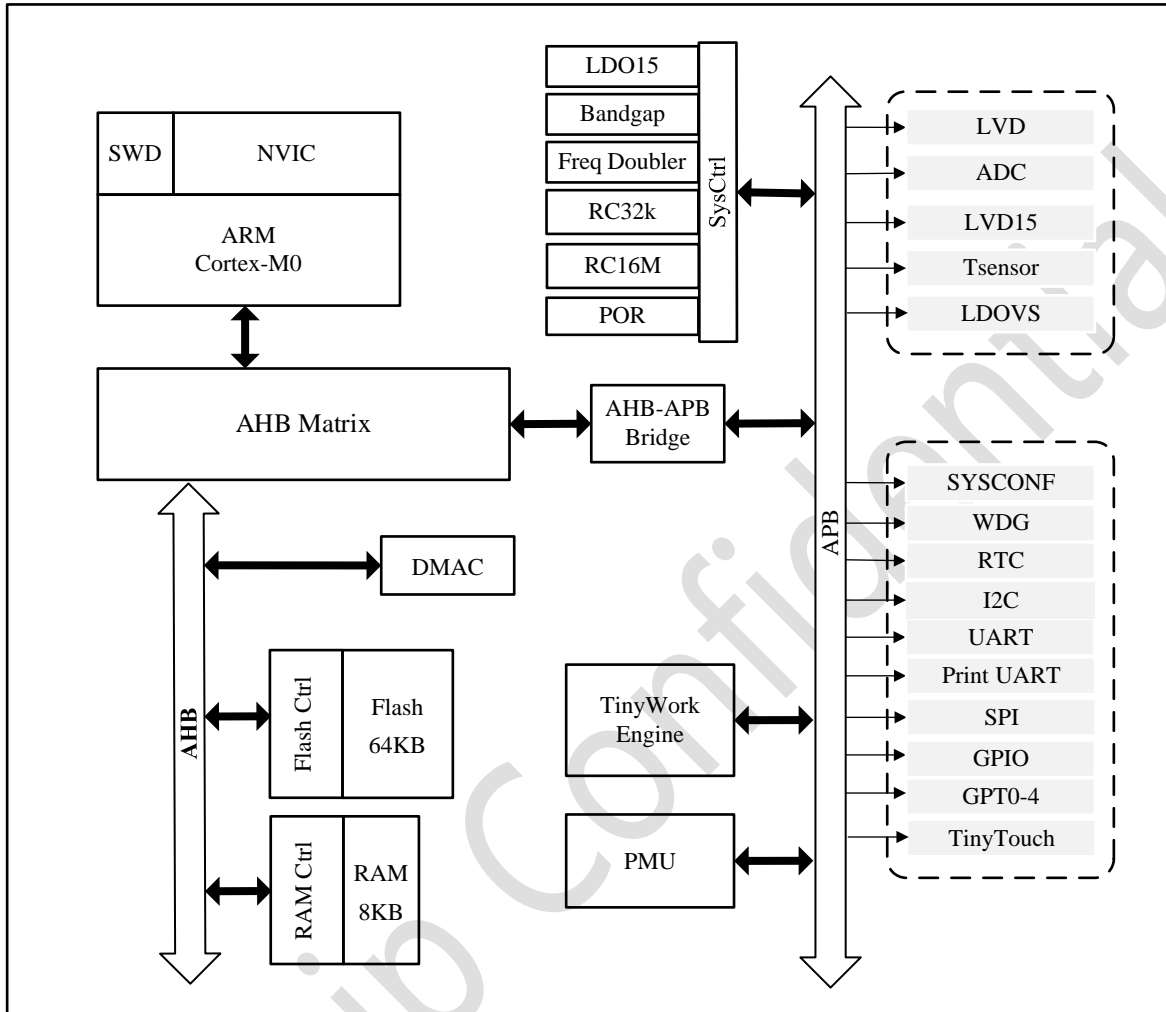 SWD
NVIC
ARM
Cortex-M0
AHB Matrix
AHB
DMAC
Flash Ctrl
Flash
64KB
RAM Ctrl
RAM
8KB
LDO15
Bandgap
Freq Doubler
RC32k
RC16M
POR
SysCtrl
AHB-APB
Bridge
TinyWork
Engine
PMU
APB
LVD
ADC
LVD15
Tsensor
LDOVS
SYSCONF
WDG
RTC
I2C
UART
Print UART
SPI
GPIO
GPT0-4
TinyTouch
Confidential